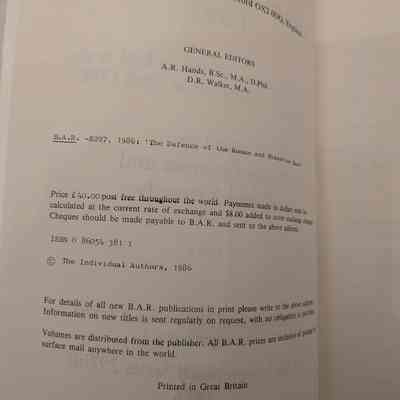 GENERAL EDITORS
A.R. Hands, B.Sc., M.A., D.Phil.
D.R. Walker, M.A.
B.A.R. -S297, 1986: 'The Defence of the Roman and Byzantine East
Price £40.00 post free throughout the world. Payments made in dollars must be
calculated at the current rate of exchange and $8.00 added to cover exchange charges
Cheques should be made payable to B.A.R. and sent to the above address.
ISBN 0 86054 381 1
© The Individual Authors, 1986
For details of all new B.A.R. publications in print please write to the above address.
Information on new titles is sent regularly on request, with no obligation to purchase.
Volumes are distributed from the publisher. All B.A.R. prices are inclusive of postage by
surface mail anywhere in the world.
Printed in Great Britain